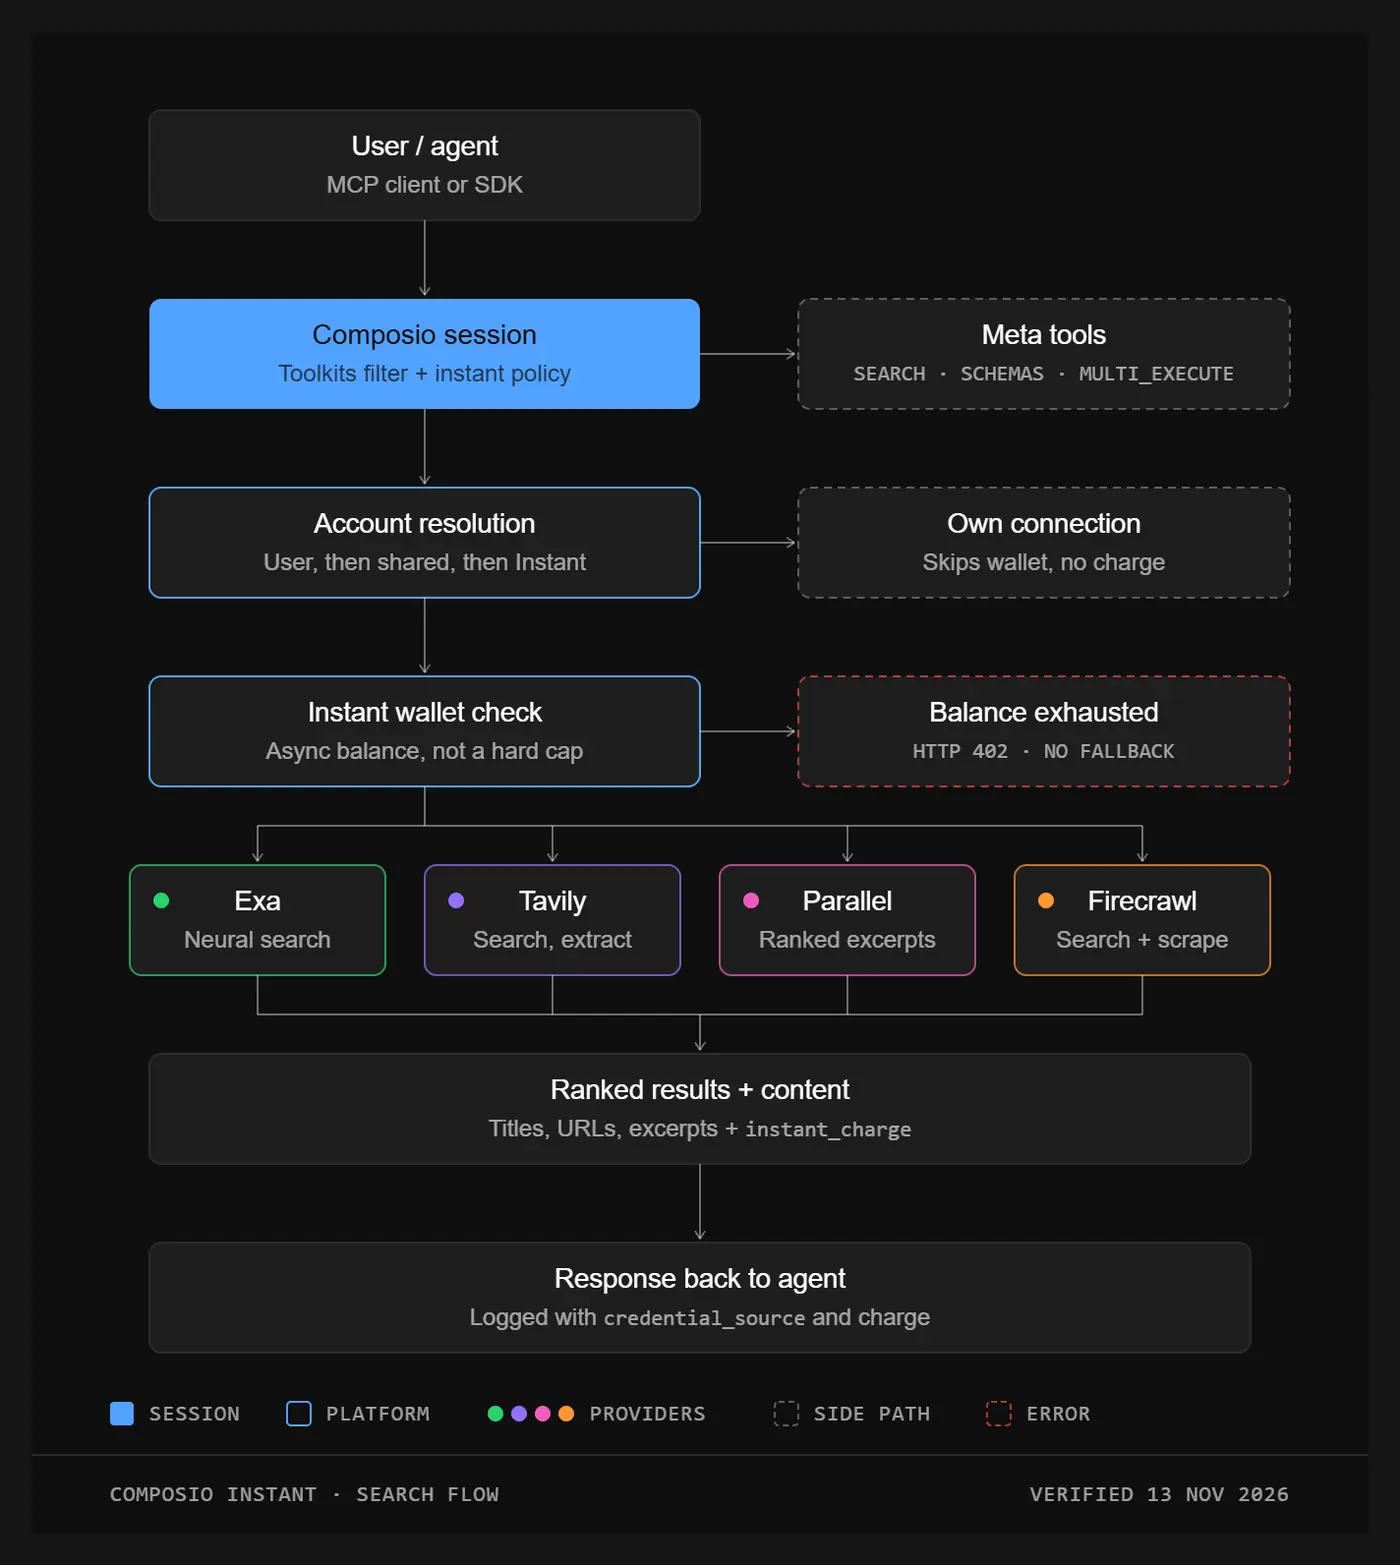 User / agent
MCP client or SDK
Composio session
Toolkits filter + instant policy
Meta tools
SEARCH · SCHEMAS · MULTI_EXECUTE
Account resolution
User, then shared, then Instant
Own connection
Skips wallet, no charge
Instant wallet check
Async balance, not a hard cap
Balance exhausted
HTTP 402 · NO FALLBACK
Exa
Neural search
Tavily
Search, extract
Parallel
Ranked excerpts
Firecrawl
Search + scrape
Ranked results + content
Titles, URLs, excerpts + instant_charge
Response back to agent
Logged with credential_source and charge
SESSION
PLATFORM
PROVIDERS
SIDE PATH
ERROR
COMPOSIO INSTANT · SEARCH FLOW
VERIFIED 13 NOV 2026